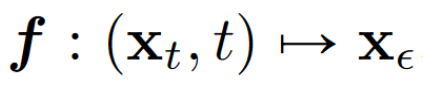 f : (x_t, t) ↦ x_ϵ